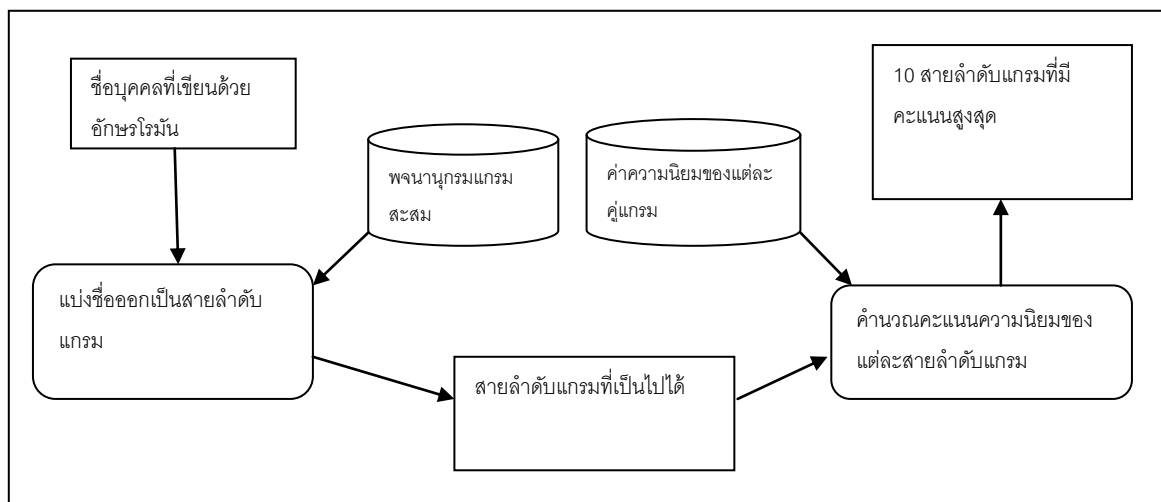 ชื่อบุคคลที่เขียนด้วย
อักษรโรมัน
พจนานุกรมแกรม
สะสม
ค่าความนิยมของแต่ละ
คู่แกรม
10 สายลำดับแกรมที่มี
คะแนนสูงสุด
แบ่งชื่อออกเป็นสายลำดับ
แกรม
สายลำดับแกรมที่เป็นไปได้
คำนวณคะแนนความนิยมของ
แต่ละสายลำดับแกรม